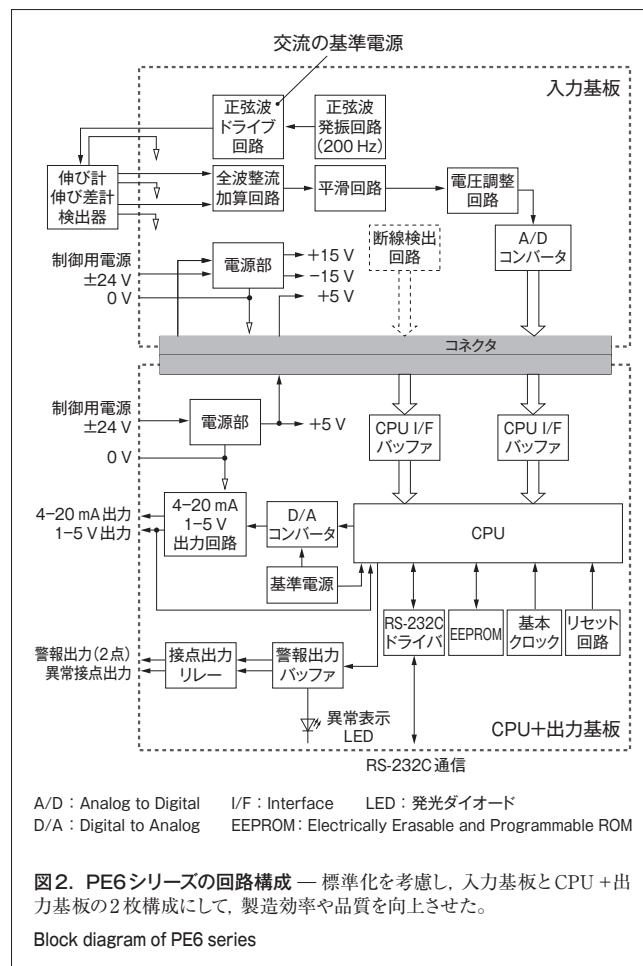 交流の基準電源
入力基板
正弦波
ドライブ
回路
正弦波
発振回路
(200 Hz)
伸び計
伸び差計
検出器
全波整流
加算回路
平滑回路
電圧調整
回路
断線検出
回路
A/D
コンバータ
制御用電源
±24 V
0 V
電源部
+15 V
−15 V
+5 V
コネクタ
制御用電源
±24 V
0 V
電源部
+5 V
CPU I/F
バッファ
CPU I/F
バッファ
4−20 mA出力
1−5 V出力
4−20 mA
1−5 V
出力回路
D/A
コンバータ
CPU
基準電源
RS-232C
ドライバ
EEPROM
基本
クロック
リセット
回路
警報出力(2点)
異常接点出力
接点出力
リレー
警報出力
バッファ
異常表示
LED
CPU+出力基板
RS-232C通信
A/D：Analog to Digital I/F：Interface LED：発光ダイオード
D/A：Digital to Analog EEPROM：Electrically Erasable and Programmable ROM
図2．PE6シリーズの回路構成 — 標準化を考慮し，入力基板とCPU＋出
力基板の2枚構成にして，製造効率や品質を向上させた。
Block diagram of PE6 series